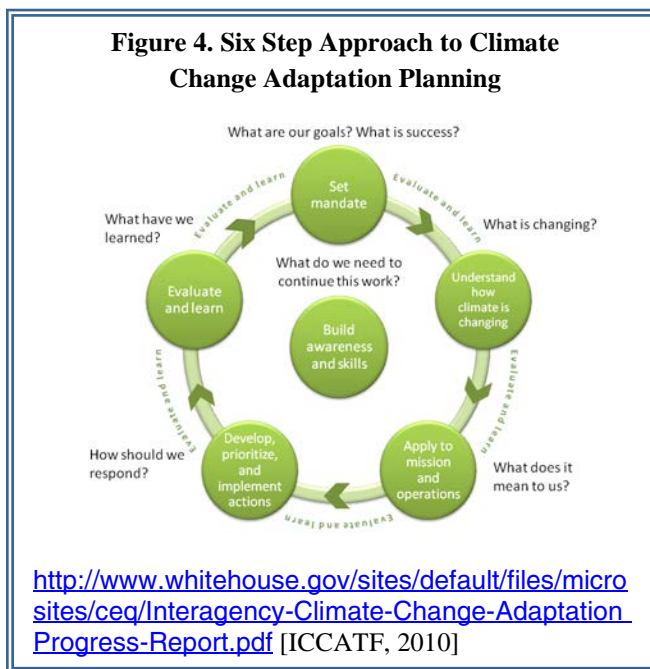 Figure 4. Six Step Approach to Climate
Change Adaptation Planning
What are our goals? What is success?
Set
mandate
Evaluate and learn
Evaluate and learn
What have we
learned?
What is changing?
What do we need to
continue this work?
Evaluate
and learn
Understand
how
climate is
changing
Build
awareness
and skills
Evaluate and learn
Evaluate and learn
How should we
respond?
Develop,
prioritize,
and
implement
actions
Apply to
mission
and
operations
What does it
mean to us?
Evaluate and learn
http://www.whitehouse.gov/sites/default/files/micro
sites/ceq/Interagency-Climate-Change-Adaptation
Progress-Report.pdf [ICCATF, 2010]